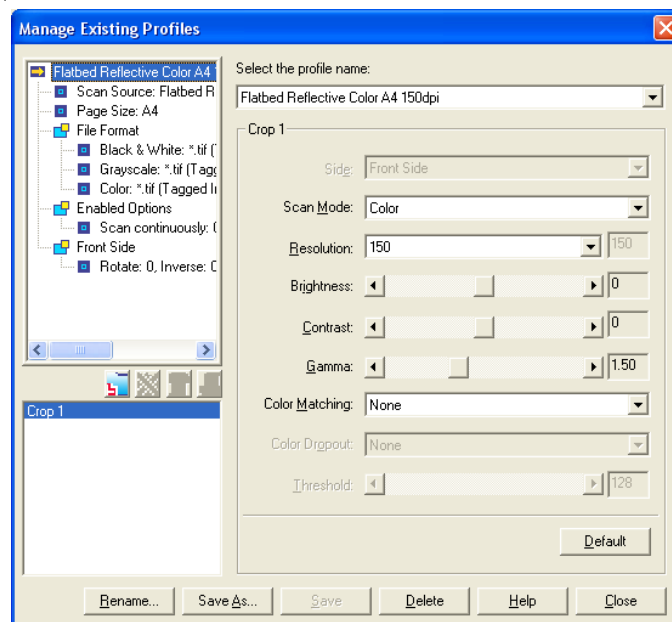 Manage Existing Profiles
Flatbed Reflective Color A4
Scan Source: Flatbed R
Page Size: A4
File Format
Black & White: *.tif (
Grayscale: *.tif (Tagg
Color: *.tif (Tagged I
Enabled Options
Scan continuously:
Front Side
Rotate: 0, Inverse:
Crop 1
Select the profile name:
Flatbed Reflective Color A4 150dpi
Crop 1
Side: Front Side
Scan Mode: Color
Resolution: 150 150
Brightness: 0
Contrast: 0
Gamma: 1.50
Color Matching: None
Color Dropout: None
Threshold: 128
Default
Rename... Save As... Save Delete Help Close